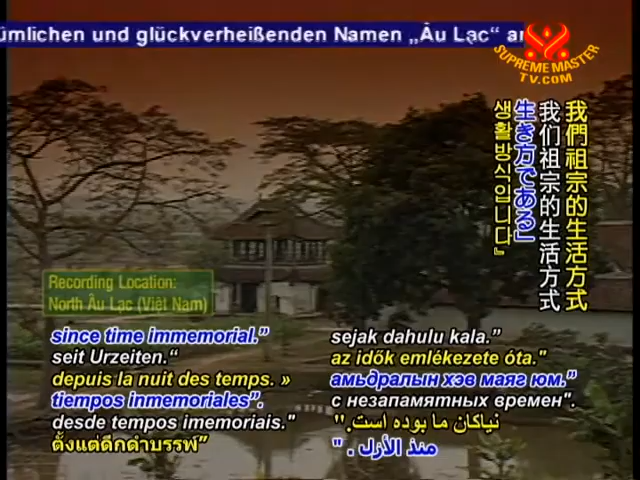 ümlichen und glückverheißenden Namen „Âu Lạc“ an
SUPREME MASTER
TV.COM
我們祖宗的生活方式
我们祖宗的生活方式
生き方である」
생활방식입니다』
Recording Location:
North Âu Lạc (Việt Nam)
since time immemorial.”
seit Urzeiten.“
depuis la nuit des temps. »
tiempos inmemoriales”.
desde tempos imemoriais."
ตั้งแต่ดึกดำบรรพ์”
sejak dahulu kala.”
az idők emlékezete óta."
амьдралын хэв маяг юм.”
с незапамятных времен".
نیاکان ما بوده است."
منذ الأزل . "